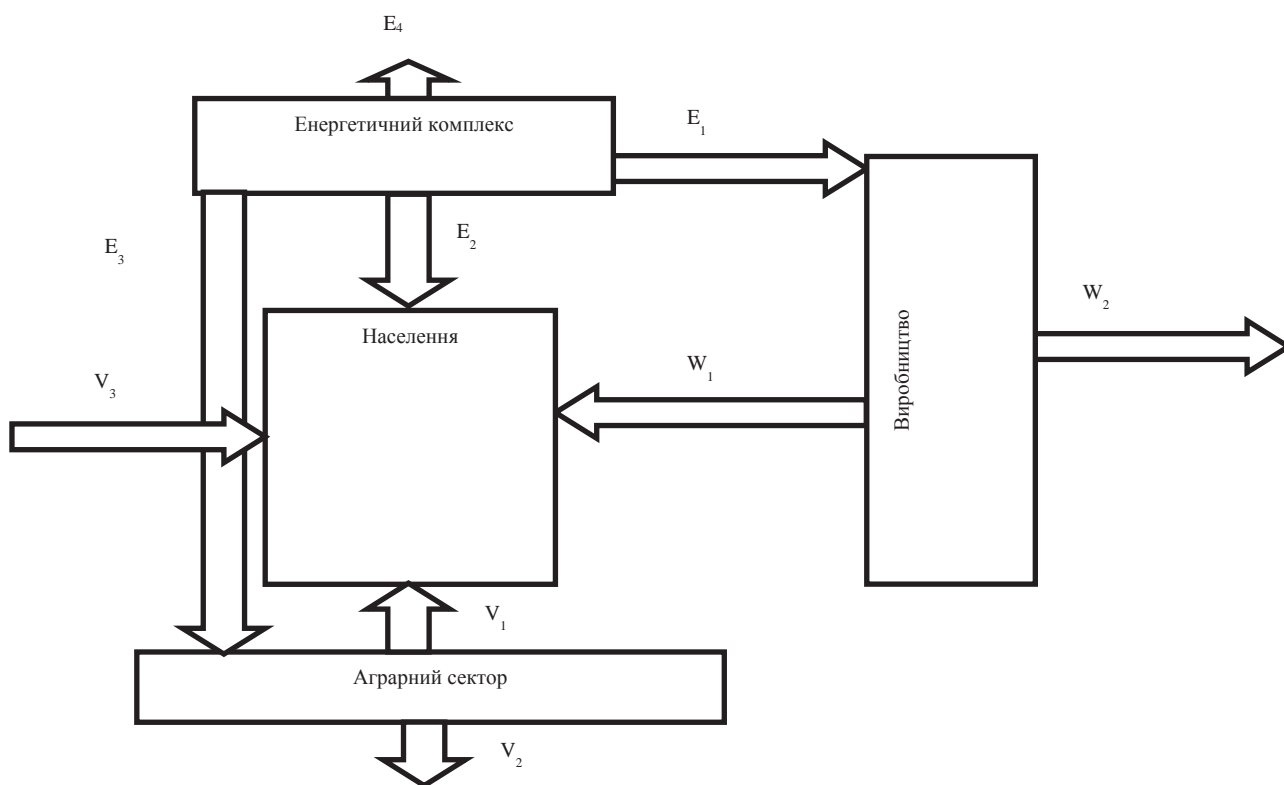 E₄
Енергетичний комплекс
E₁
E₃
E₂
Населення
W₂
W₁
V₃
Виробництво
V₁
Аграрний сектор
V₂